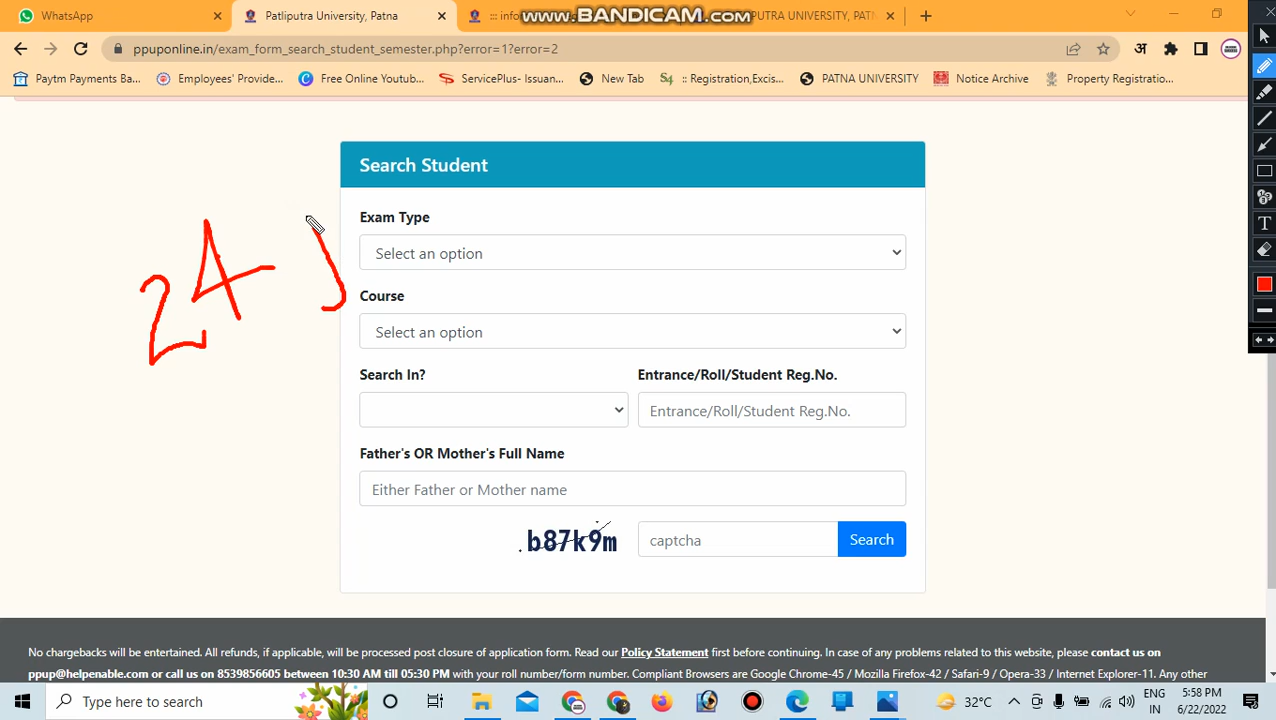 WhatsApp
Patliputra University, Patna
::: info
www.BANDICAM.com
PUTRA UNIVERSITY, PATN
ppuponline.in/exam_form_search_student_semester.php?error=1?error=2
अ
Paytm Payments Ba...
Employees' Provide...
Free Online Youtub...
ServicePlus- Issuan...
New Tab
:: Registration,Excis...
PATNA UNIVERSITY
Notice Archive
Property Registratio...
Search Student
Exam Type
Select an option
24
Course
Select an option
Search In?
Entrance/Roll/Student Reg.No.
Entrance/Roll/Student Reg.No.
Father's OR Mother's Full Name
Either Father or Mother name
b87k9m
captcha
Search
No chargebacks will be entertained. All refunds, if applicable, will be processed post closure of application form. Read our Policy Statement first before continuing. In case of any problems related to this website, please contact us on
ppup@helpenable.com or call us on 8539856605 between 10:30 AM till 05:30 PM with your roll number/form number. Compliant Browsers are Google Chrome-45 / Mozilla Firefox-42 / Safari-9 / Opera-33 / Internet Explorer-11. Any other
Type here to search
32°C
ENG
IN
5:58 PM
6/22/2022